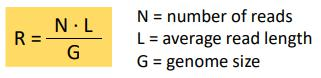 R = N · L / G
N = number of reads
L = average read length
G = genome size